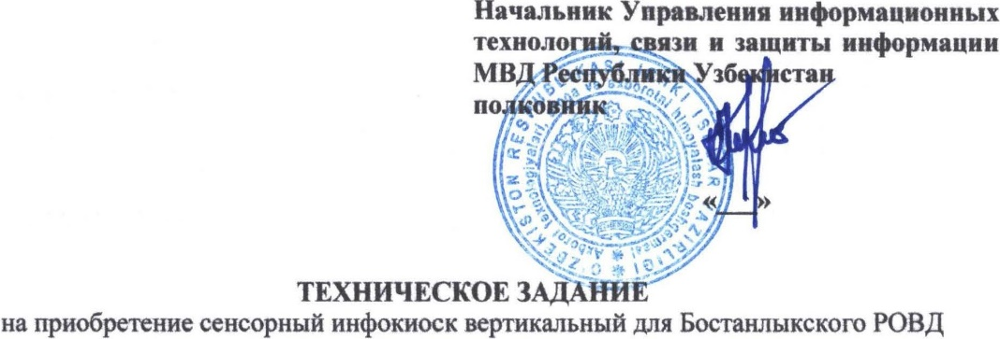 Начальник Управления информационных
технологий, связи и защиты информации
МВД Республики Узбекистан
полковник
O‘ZBEKISTON RESPUBLIKASI ICHKI ISHLAR VAZIRLIGI
Axborot texnologiyalari, aloqa va axborotni himoyalash boshqarmasi
«___»
ТЕХНИЧЕСКОЕ ЗАДАНИЕ
на приобретение сенсорный инфокиоск вертикальный для Бостанлыкского РОВД